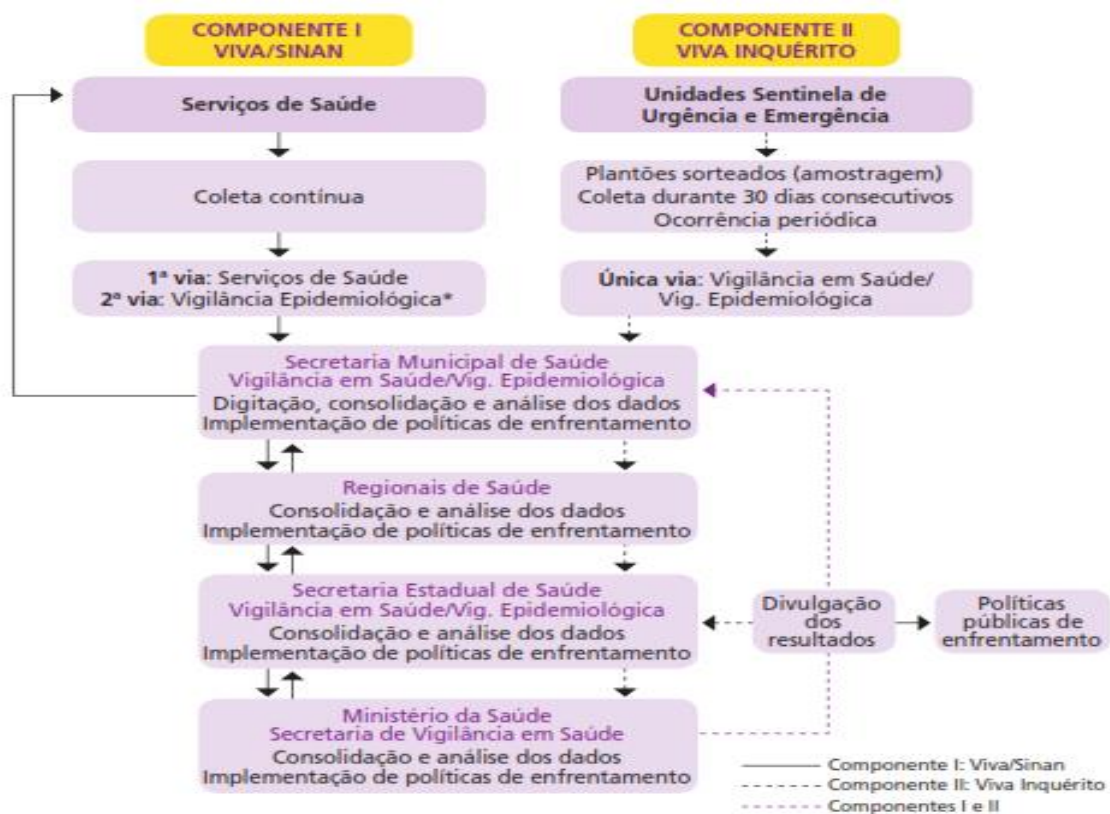 COMPONENTE I
VIVA/SINAN
COMPONENTE II
VIVA INQUÉRITO
Serviços de Saúde
Unidades Sentinela de
Urgência e Emergência
Coleta contínua
Plantões sorteados (amostragem)
Coleta durante 30 dias consecutivos
Ocorrência periódica
1ª via: Serviços de Saúde
2ª via: Vigilância Epidemiológica*
Única via: Vigilância em Saúde/
Vig. Epidemiológica
Secretaria Municipal de Saúde
Vigilância em Saúde/Vig. Epidemiológica
Digitação, consolidação e análise dos dados
Implementação de políticas de enfrentamento
Regionais de Saúde
Consolidação e análise dos dados
Implementação de políticas de enfrentamento
Secretaria Estadual de Saúde
Vigilância em Saúde/Vig. Epidemiológica
Consolidação e análise dos dados
Implementação de políticas de enfrentamento
Divulgação
dos
resultados
Políticas
públicas de
enfrentamento
Ministério da Saúde
Secretaria de Vigilância em Saúde
Consolidação e análise dos dados
Implementação de políticas de enfrentamento
Componente I: Viva/Sinan
Componente II: Viva Inquérito
Componentes I e II